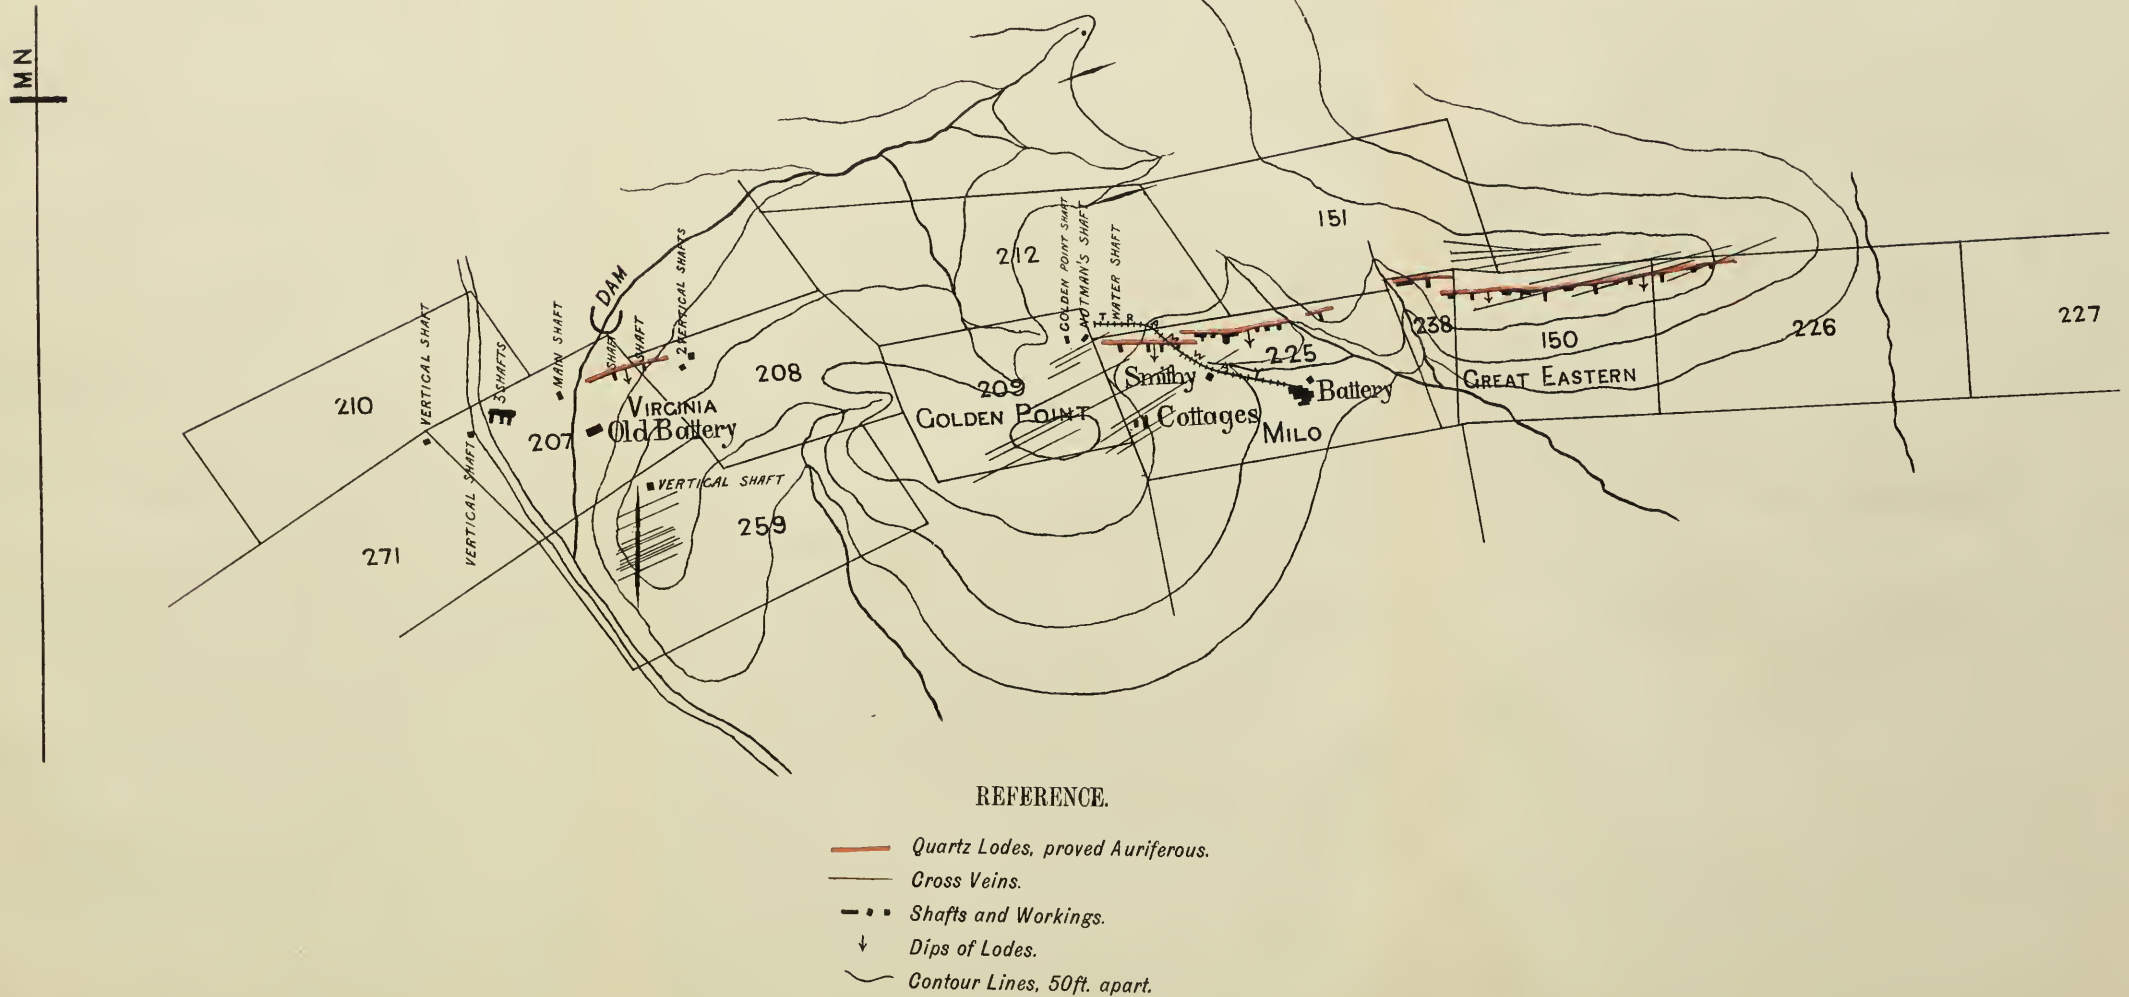 MN
151
212
GOLDEN POINT SHAFT
NOTMAN'S SHAFT
WATER SHAFT
2 VERTICAL SHAFTS
DAM
SHAFT
SHAFT
MAIN SHAFT
3 SHAFTS
VERTICAL SHAFT
VERTICAL SHAFT
TRAMWAY
238
226
227
150
225
GREAT EASTERN
208
209
210
Smithy
Battery
VIRGINIA
GOLDEN POINT
Cottages
MILO
207
Old Battery
VERTICAL SHAFT
259
271
REFERENCE.
Quartz Lodes, proved Auriferous.
Cross Veins.
Shafts and Workings.
Dips of Lodes.
Contour Lines, 50ft. apart.